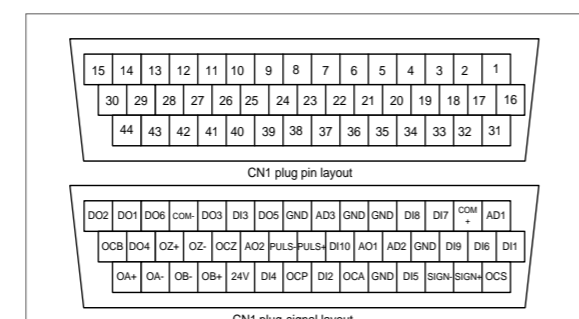 15 14 13 12 11 10 9 8 7 6 5 4 3 2 1
30 29 28 27 26 25 24 23 22 21 20 19 18 17 16
44 43 42 41 40 39 38 37 36 35 34 33 32 31
CN1 plug pin layout
DO2 DO1 DO6 COM- DO3 DI3 DO5 GND AD3 GND GND DI8 DI7 COM + AD1
OCB DO4 OZ+ OZ- OCZ AO2 PULS- PULS+ DI10 AO1 AD2 GND DI9 DI6 DI1
OA+ OA- OB- OB+ 24V DI4 OCP DI2 OCA GND DI5 SIGN- SIGN+ OCS
CN1 plug signal layout